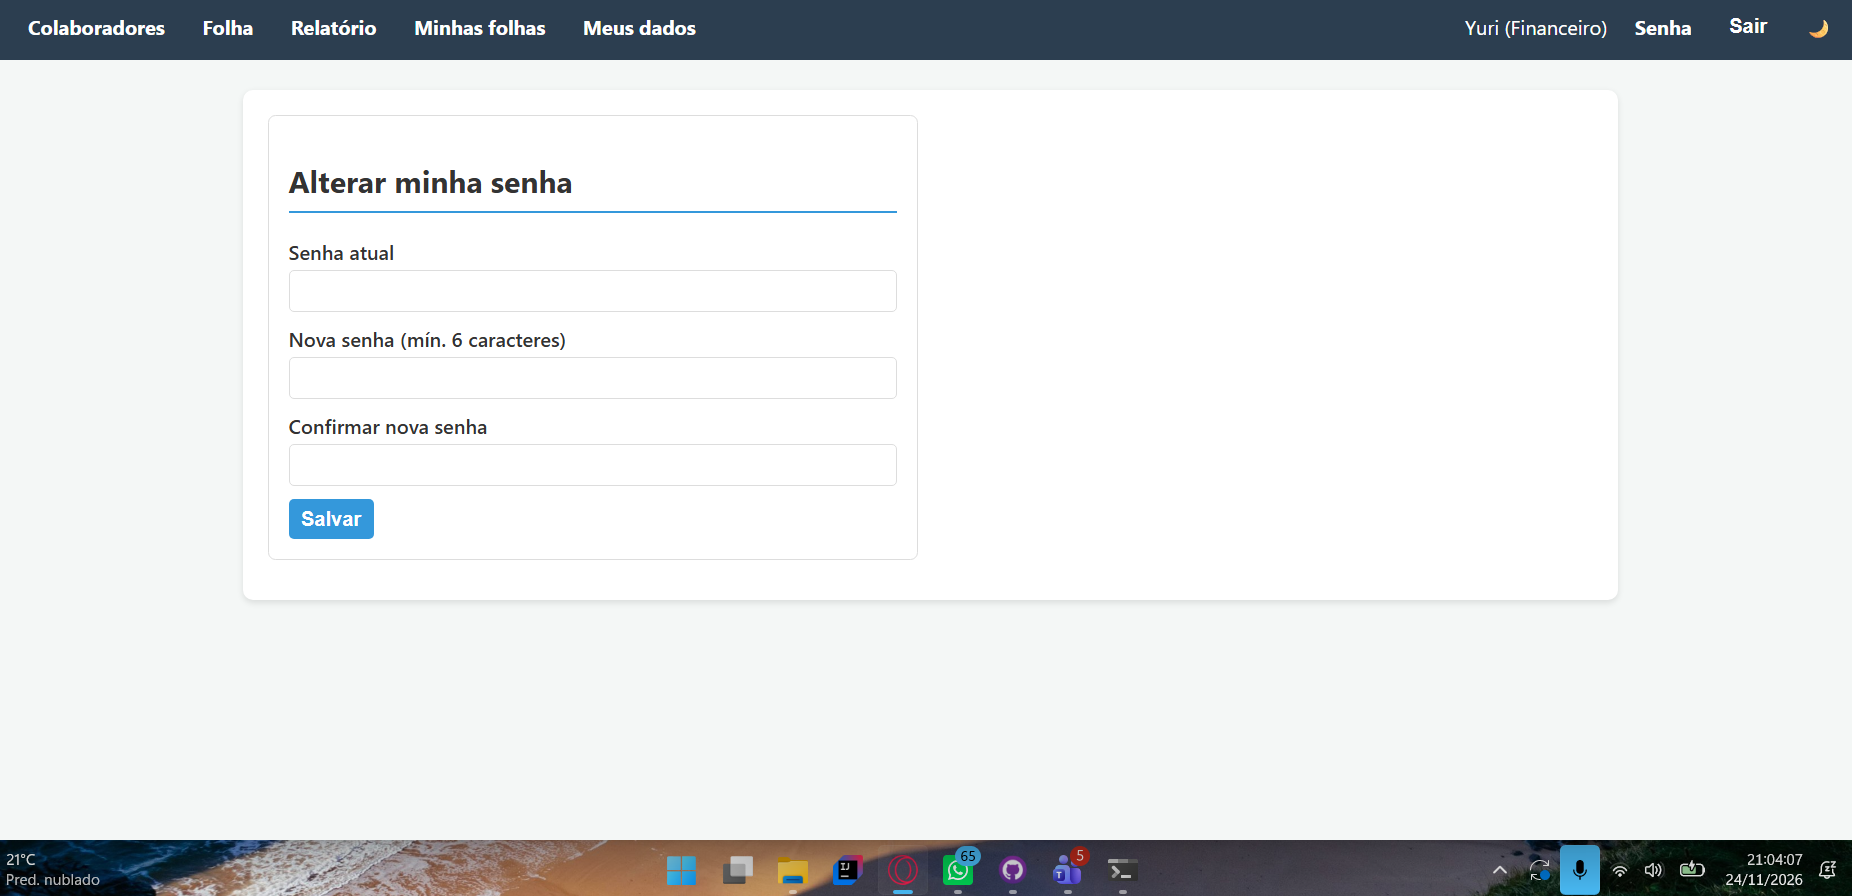 Colaboradores Folha Relatório Minhas folhas Meus dados Yuri (Financeiro) Senha Sair
Alterar minha senha
Senha atual
Nova senha (mín. 6 caracteres)
Confirmar nova senha
Salvar
21°C
Pred. nublado
IJ
65
T
5
21:04:07
24/11/2026